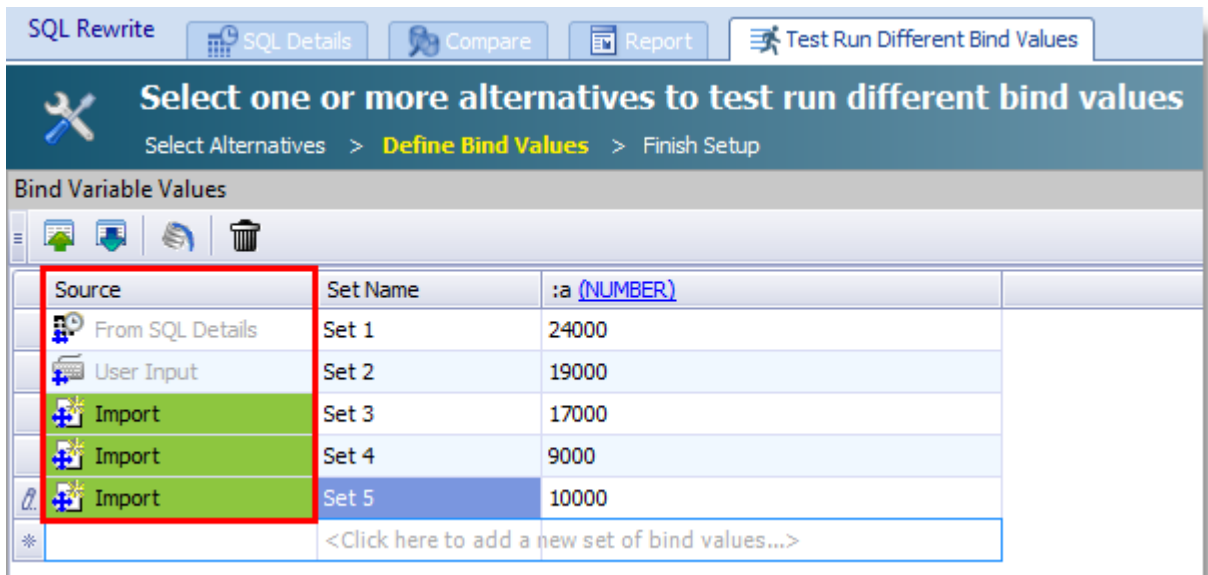 SQL Rewrite SQL Details Compare Report Test Run Different Bind Values
Select one or more alternatives to test run different bind values
Select Alternatives > Define Bind Values > Finish Setup
Bind Variable Values
Source Set Name :a (NUMBER)
From SQL Details Set 1 24000
User Input Set 2 19000
Import Set 3 17000
Import Set 4 9000
Import Set 5 10000
<Click here to add a new set of bind values...>